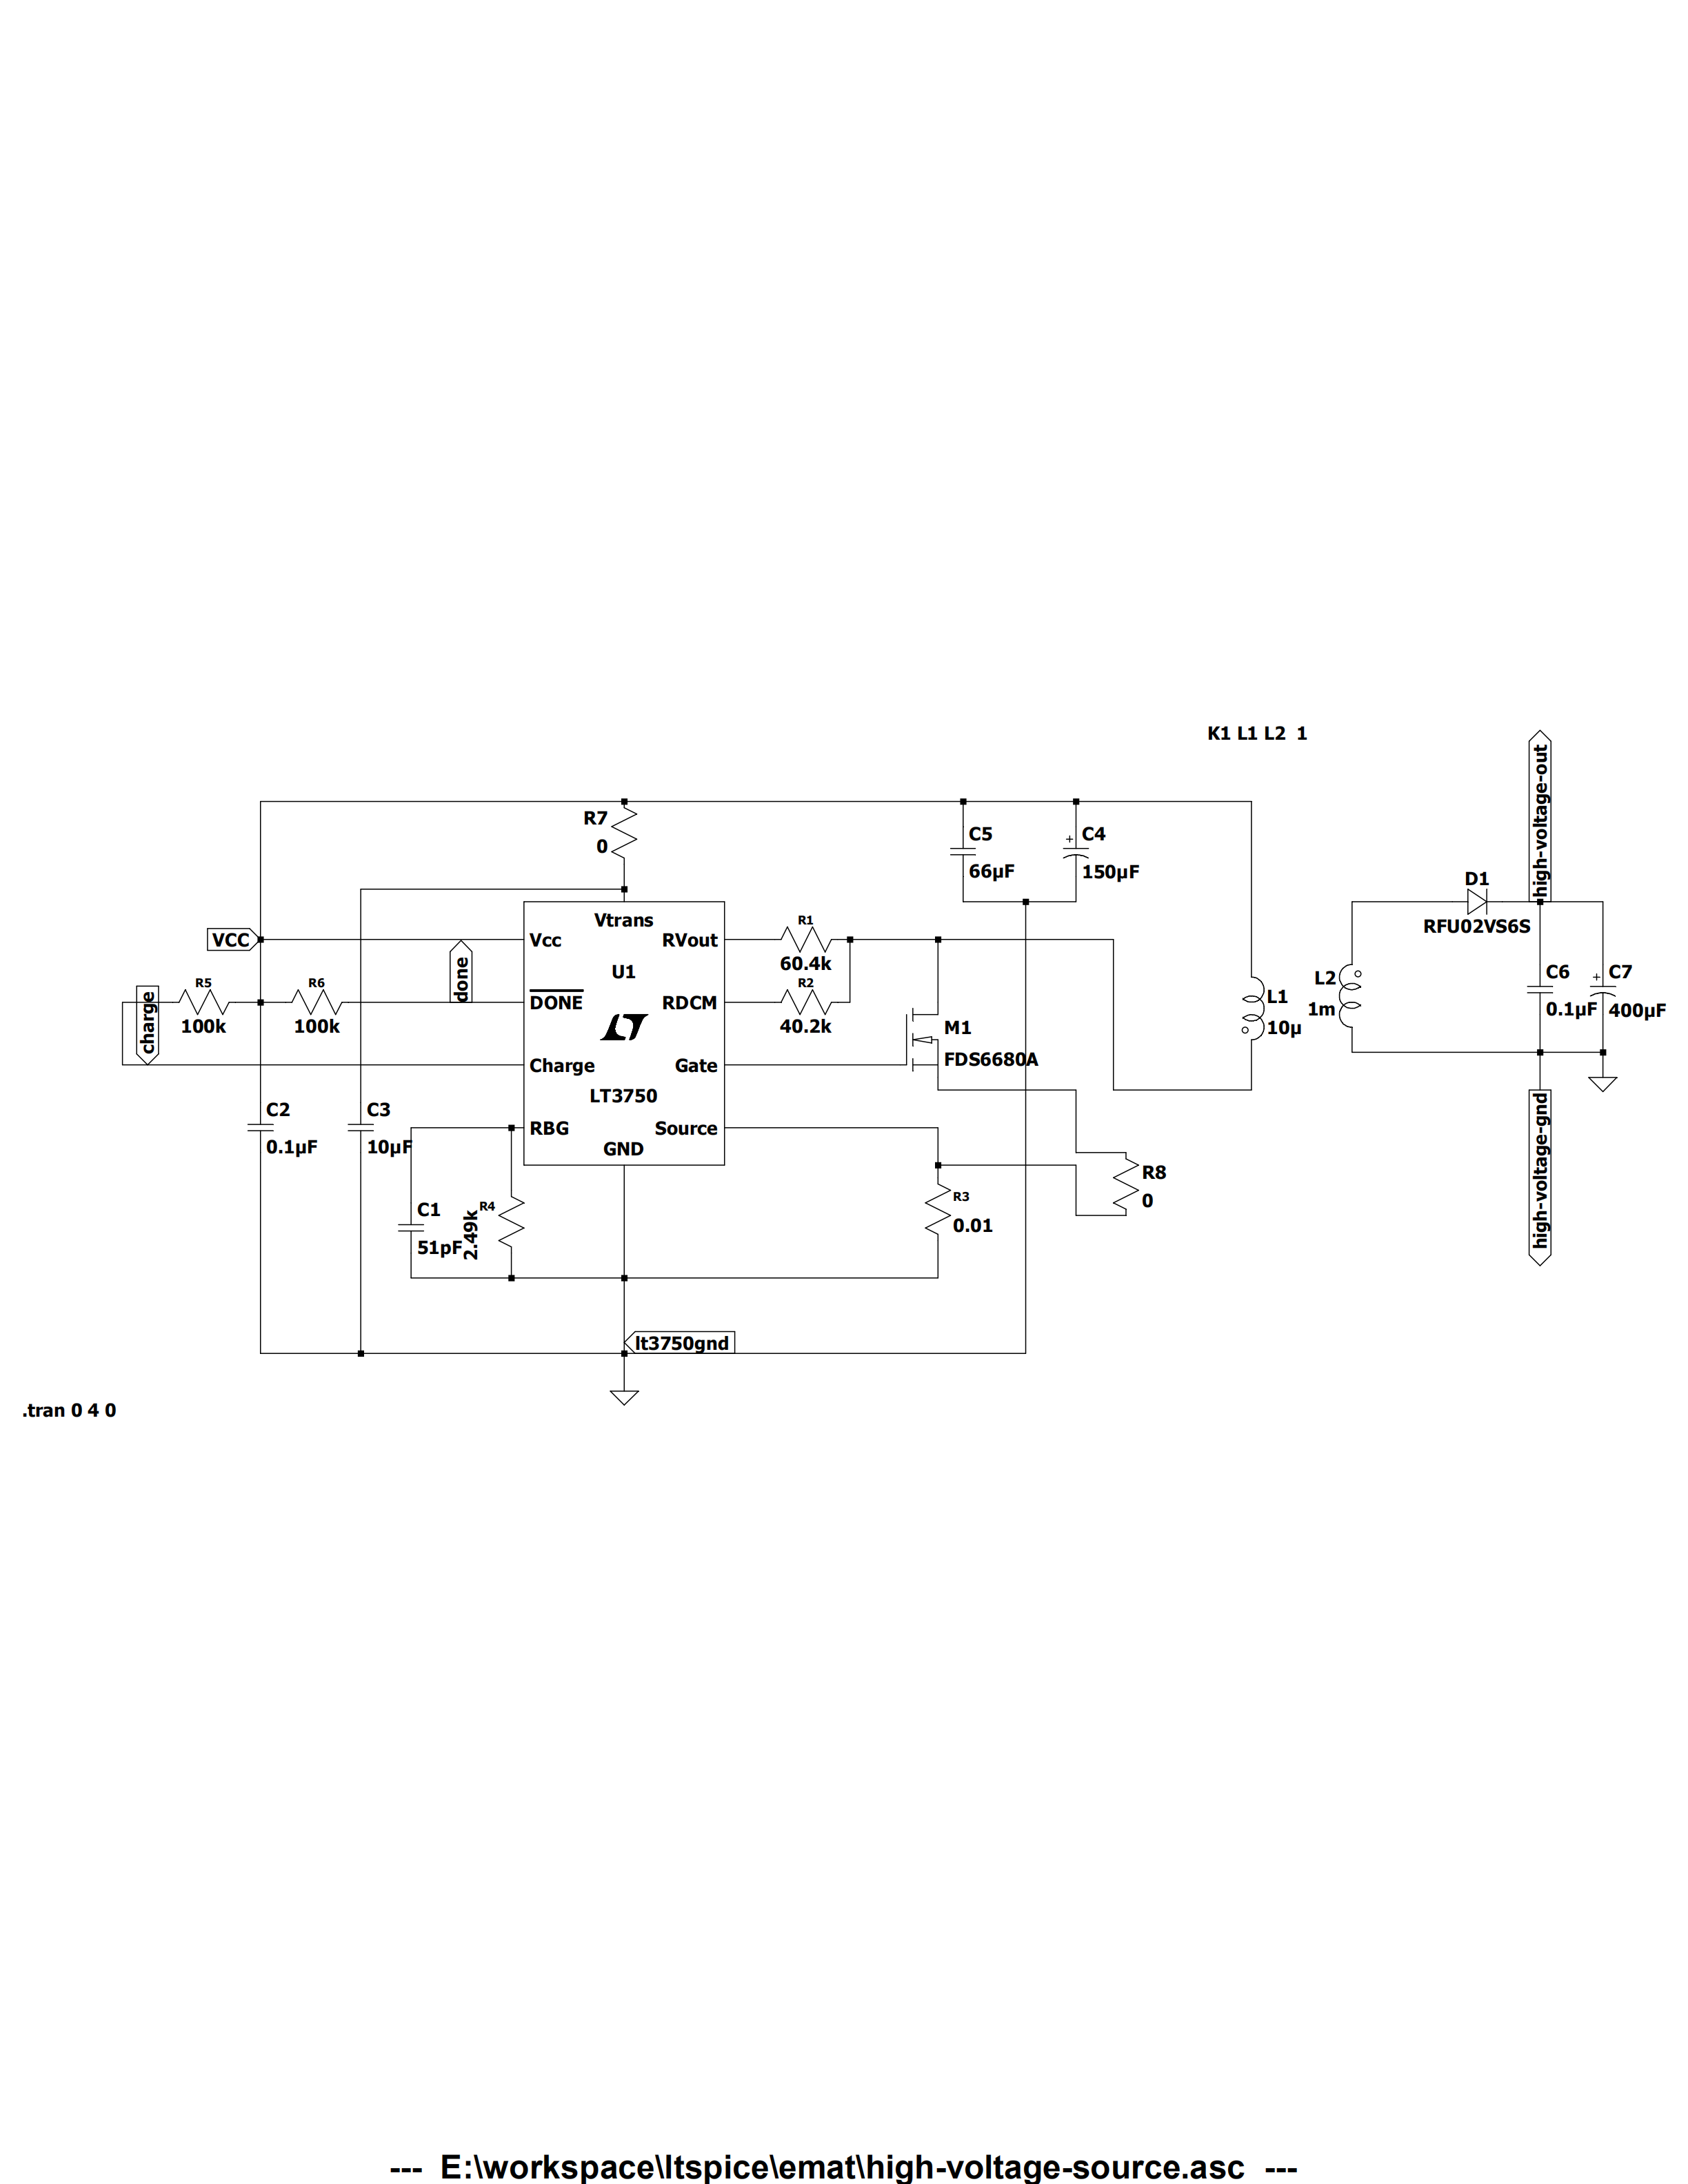 K1 L1 L2 1
high-voltage-out
R7
0
C5
66µF
C4
150µF
D1
RFU02VS6S
Vtrans
VCC
Vcc
RVout
R1
60.4k
done
U1
C6
0.1µF
C7
400µF
L2
1m
L1
10µ
charge
R5
100k
R6
100k
DONE
RDCM
R2
40.2k
M1
FDS6680A
Charge
Gate
LT3750
C2
0.1µF
C3
10µF
RBG
Source
GND
high-voltage-gnd
R8
0
C1
51pF
R4
2.49k
R3
0.01
lt3750gnd
.tran 0 4 0
--- E:\workspace\ltspice\emat\high-voltage-source.asc ---